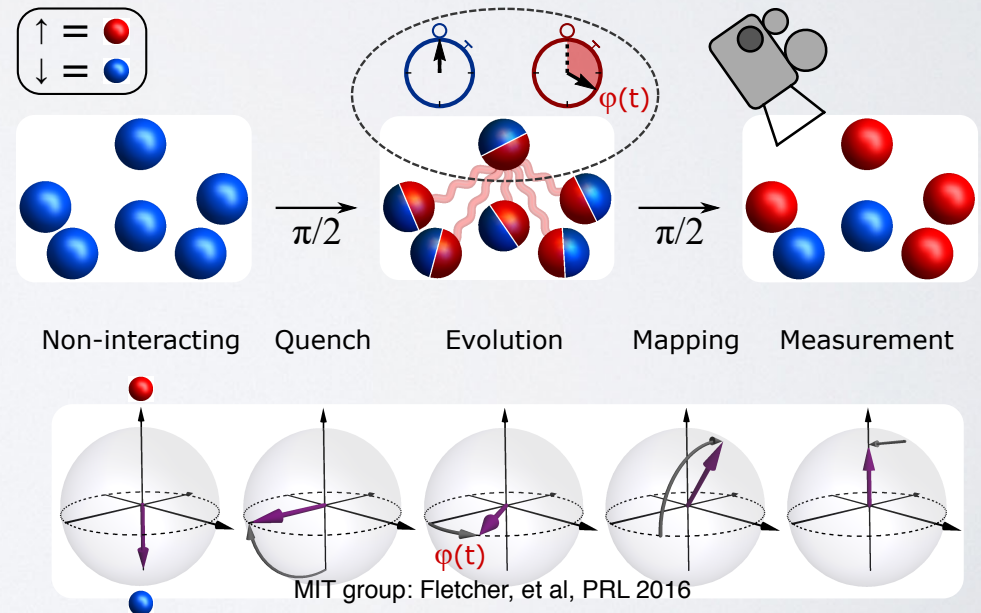 ↑ =
↓ =
φ(t)
π/2
π/2
Non-interacting Quench Evolution Mapping Measurement
φ(t)
MIT group: Fletcher, et al, PRL 2016